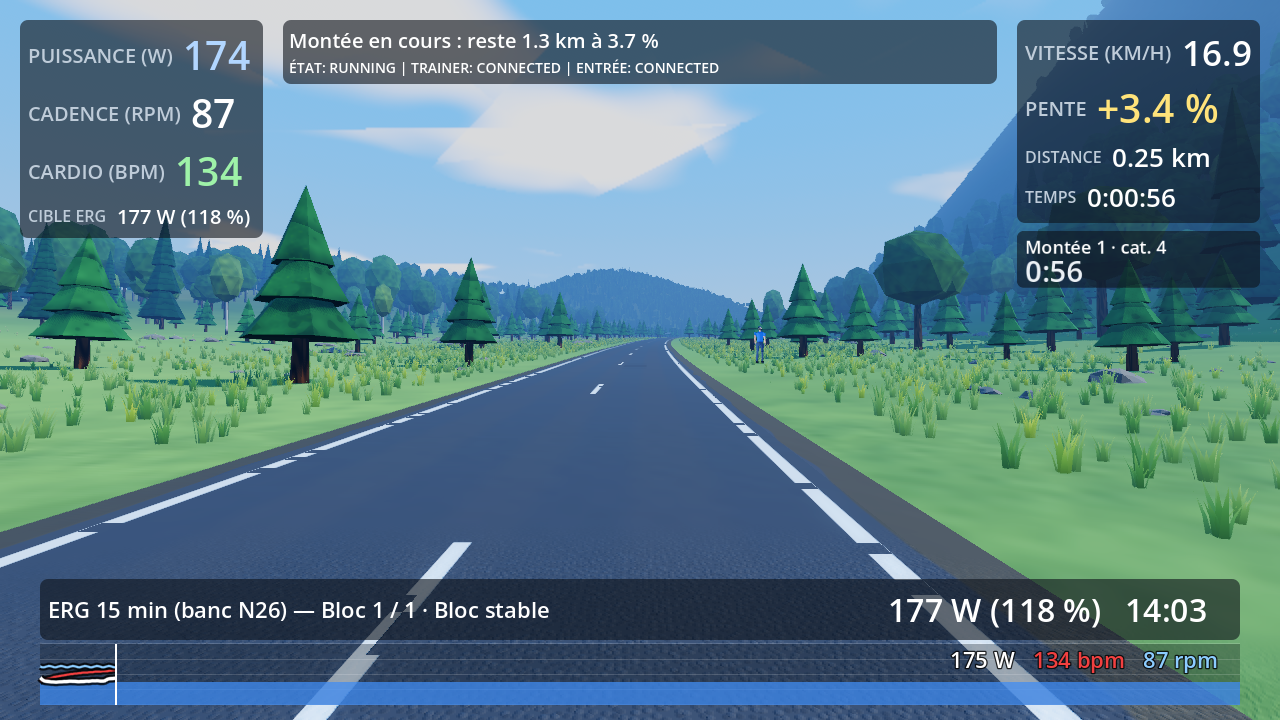 PUISSANCE (W) 174
CADENCE (RPM) 87
CARDIO (BPM) 134
CIBLE ERG 177 W (118 %)
Montée en cours : reste 1.3 km à 3.7 %
ÉTAT: RUNNING | TRAINER: CONNECTED | ENTRÉE: CONNECTED
VITESSE (KM/H) 16.9
PENTE +3.4 %
DISTANCE 0.25 km
TEMPS 0:00:56
Montée 1 · cat. 4
0:56
ERG 15 min (banc N26) — Bloc 1 / 1 · Bloc stable 177 W (118 %) 14:03
175 W 134 bpm 87 rpm